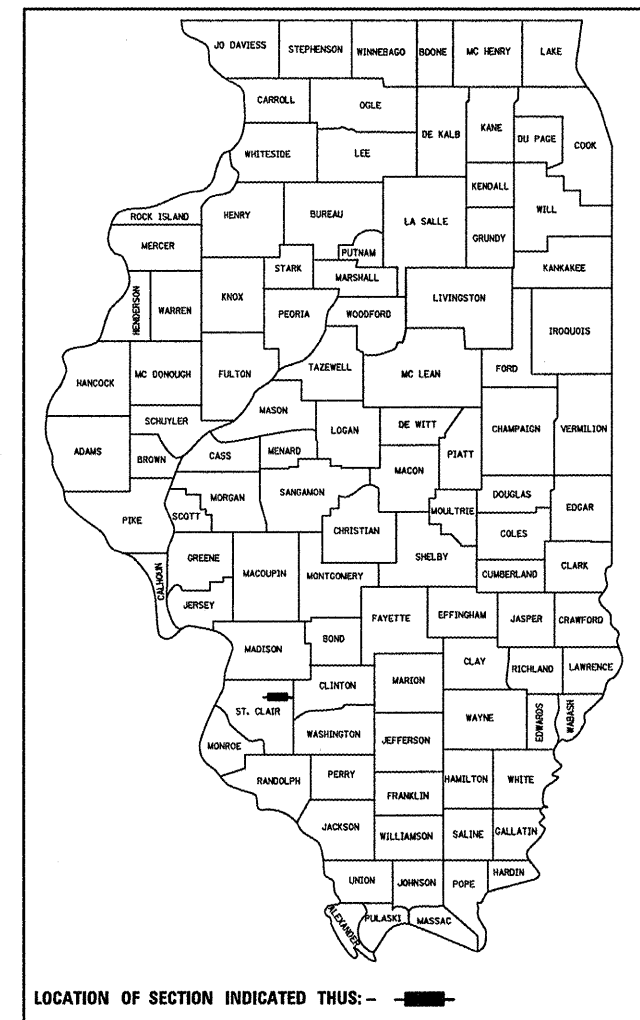 JO DAVIESS STEPHENSON WINNEBAGO BOONE MC HENRY LAKE
CARROLL OGLE DE KALB KANE DU PAGE COOK
WHITESIDE LEE
KENDALL
ROCK ISLAND HENRY BUREAU LA SALLE GRUNDY WILL
MERCER PUTNAM
STARK MARSHALL KANKAKEE
HENDERSON WARREN KNOX PEORIA WOODFORD LIVINGSTON IROQUOIS
HANCOCK MC DONOUGH FULTON TAZEWELL MC LEAN FORD
SCHUYLER MASON
ADAMS BROWN CASS MENARD LOGAN DE WITT PIATT CHAMPAIGN VERMILION
MACON
PIKE SCOTT MORGAN SANGAMON MOULTRIE DOUGLAS EDGAR
CHRISTIAN COLES
CALHOUN GREENE MACOUPIN MONTGOMERY SHELBY CUMBERLAND CLARK
JERSEY FAYETTE EFFINGHAM JASPER CRAWFORD
MADISON BOND
CLAY RICHLAND LAWRENCE
ST. CLAIR CLINTON MARION WAYNE EDWARDS WABASH
MONROE WASHINGTON JEFFERSON
RANDOLPH PERRY FRANKLIN HAMILTON WHITE
JACKSON WILLIAMSON SALINE GALLATIN
UNION JOHNSON POPE HARDIN
ALEXANDER PULASKI MASSAC
LOCATION OF SECTION INDICATED THUS:-